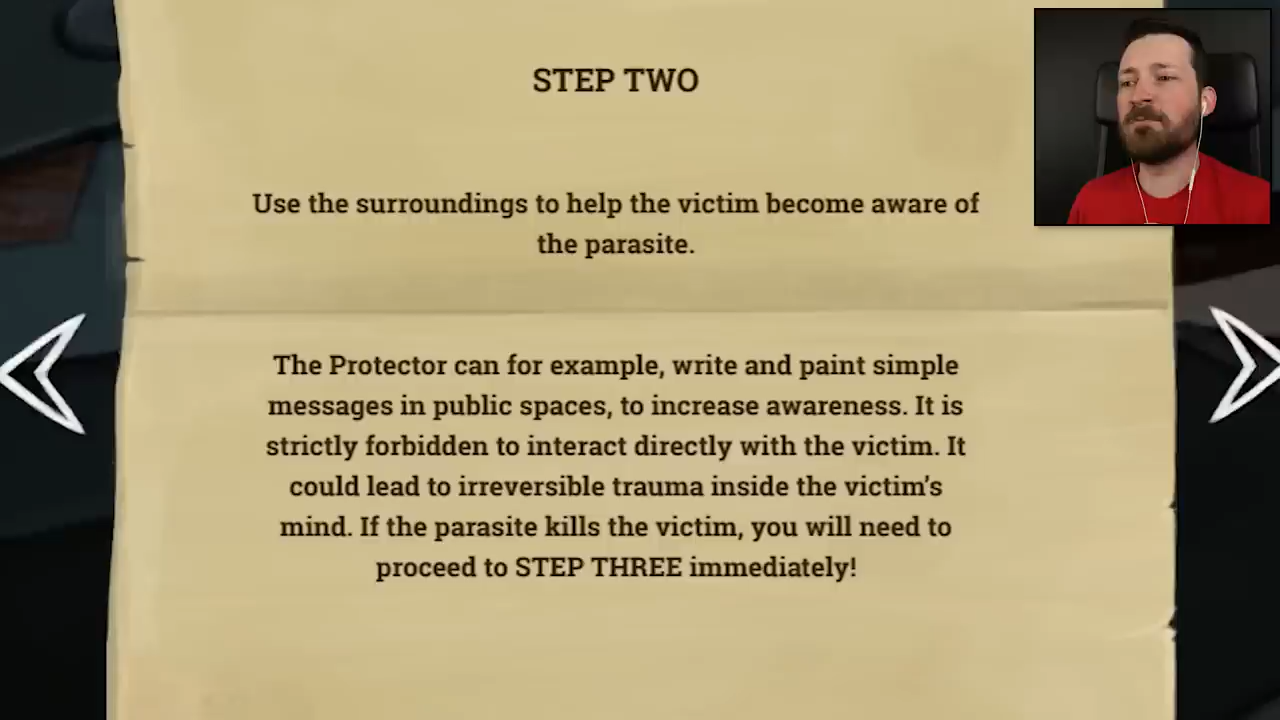 STEP TWO
Use the surroundings to help the victim become aware of
the parasite.
The Protector can for example, write and paint simple
messages in public spaces, to increase awareness. It is
strictly forbidden to interact directly with the victim. It
could lead to irreversible trauma inside the victim's
mind. If the parasite kills the victim, you will need to
proceed to STEP THREE immediately!